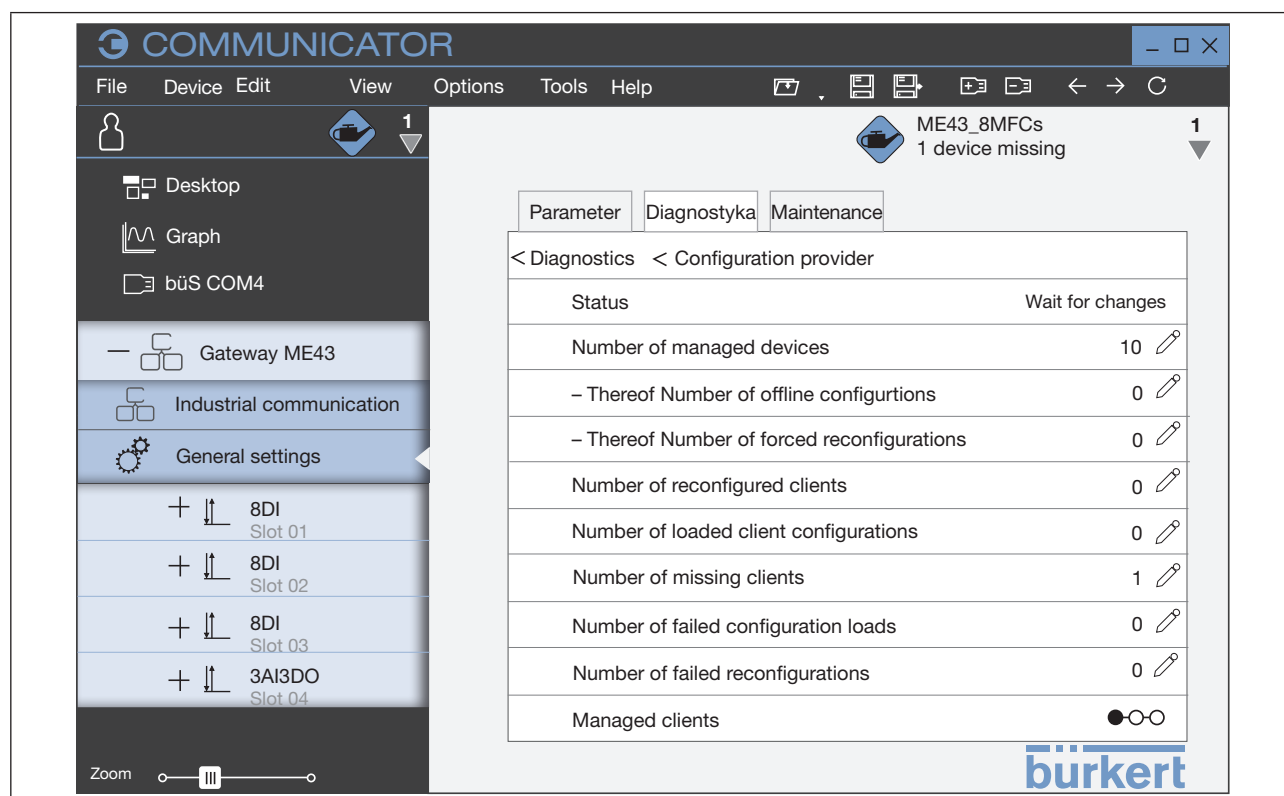 COMMUNICATOR
File Device Edit View Options Tools Help
1
ME43_8MFCs
1 device missing
1
Desktop
Graph
büS COM4
Gateway ME43
Industrial communication
General settings
8DI
Slot 01
8DI
Slot 02
8DI
Slot 03
3AI3DO
Slot 04
Zoom
Parameter Diagnostyka Maintenance
< Diagnostics < Configuration provider
Status Wait for changes
Number of managed devices 10
– Thereof Number of offline configurtions 0
– Thereof Number of forced reconfigurations 0
Number of reconfigured clients 0
Number of loaded client configurations 0
Number of missing clients 1
Number of failed configuration loads 0
Number of failed reconfigurations 0
Managed clients
burkert